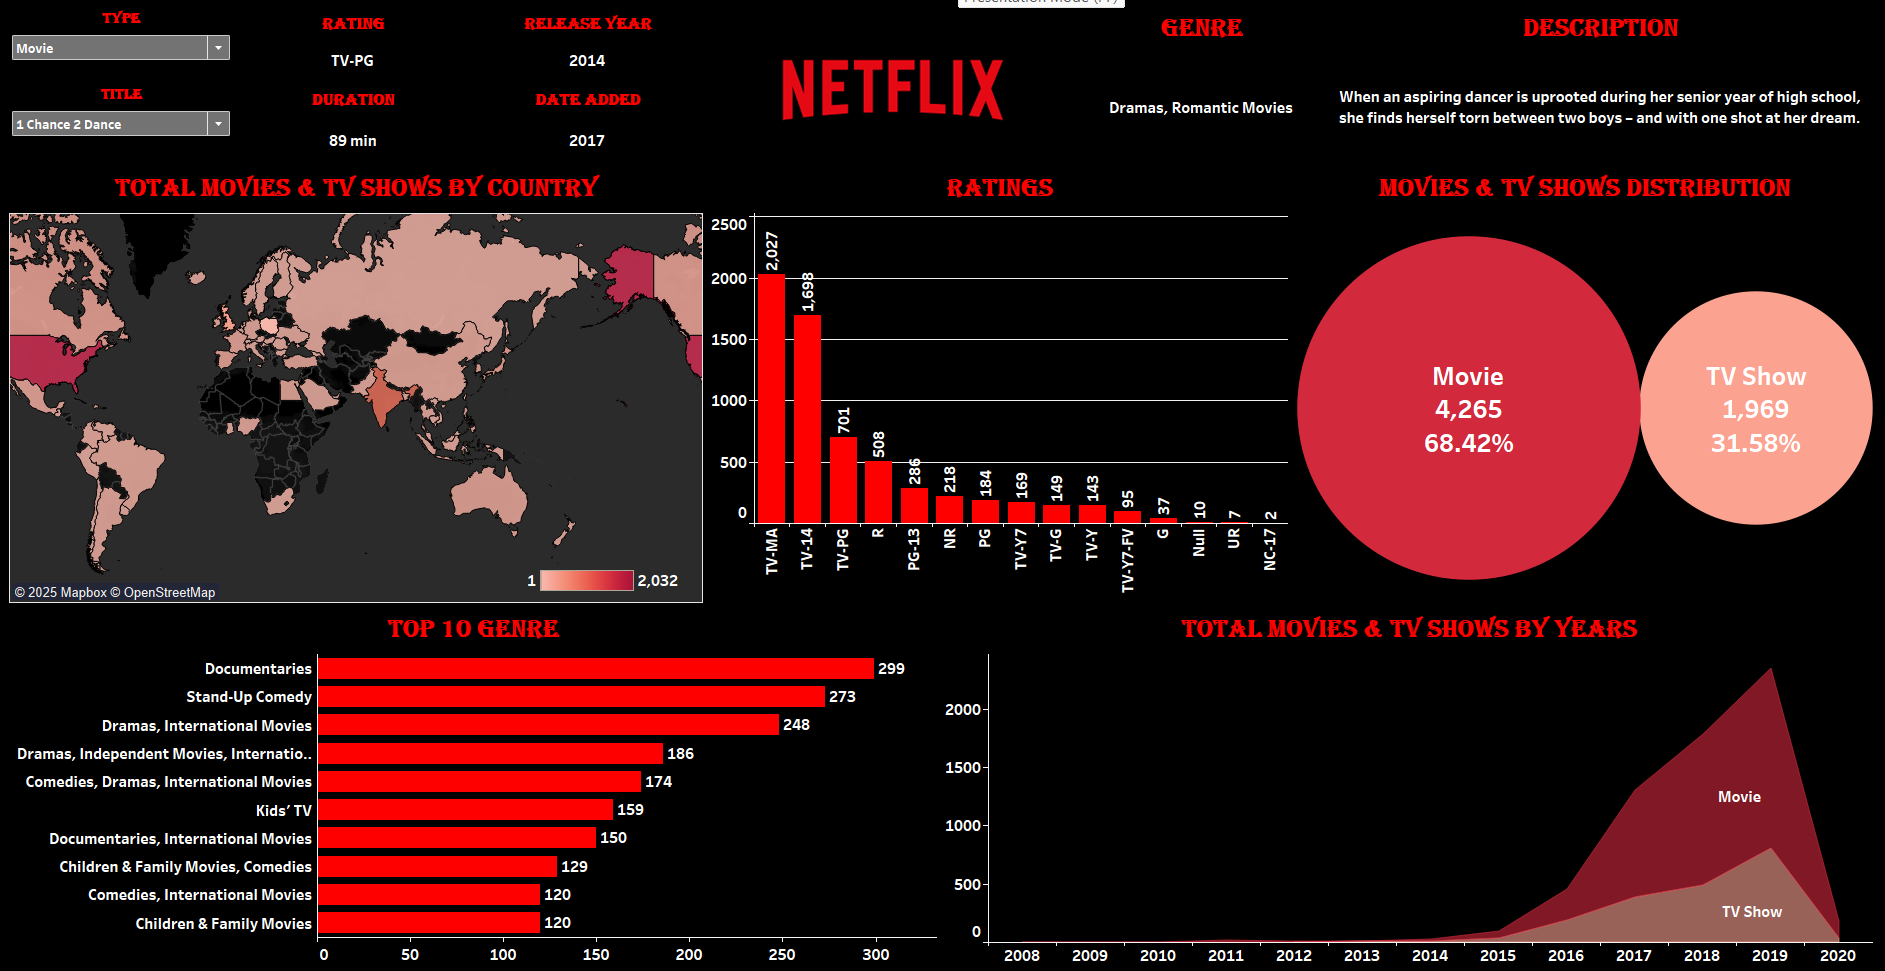 Presentation Mode (F7)
TYPE
Movie
TITLE
1 Chance 2 Dance
RATING
TV-PG
DURATION
89 min
RELEASE YEAR
2014
DATE ADDED
2017
NETFLIX
GENRE
Dramas, Romantic Movies
DESCRIPTION
When an aspiring dancer is uprooted during her senior year of high school,
she finds herself torn between two boys – and with one shot at her dream.
TOTAL MOVIES & TV SHOWS BY COUNTRY
1 2,032
© 2025 Mapbox © OpenStreetMap
RATINGS
2500
2000
1500
1000
500
0
2,027
1,698
701
508
286
218
184
169
149
143
95
37
10
7
2
TV-MA
TV-14
TV-PG
R
PG-13
NR
PG
TV-Y7
TV-G
TV-Y
TV-Y7-FV
G
Null
UR
NC-17
MOVIES & TV SHOWS DISTRIBUTION
Movie
4,265
68.42%
TV Show
1,969
31.58%
TOP 10 GENRE
Documentaries 299
Stand-Up Comedy 273
Dramas, International Movies 248
Dramas, Independent Movies, Internatio.. 186
Comedies, Dramas, International Movies 174
Kids' TV 159
Documentaries, International Movies 150
Children & Family Movies, Comedies 129
Comedies, International Movies 120
Children & Family Movies 120
0 50 100 150 200 250 300
TOTAL MOVIES & TV SHOWS BY YEARS
2000
1500
1000
500
0
Movie
TV Show
2008 2009 2010 2011 2012 2013 2014 2015 2016 2017 2018 2019 2020